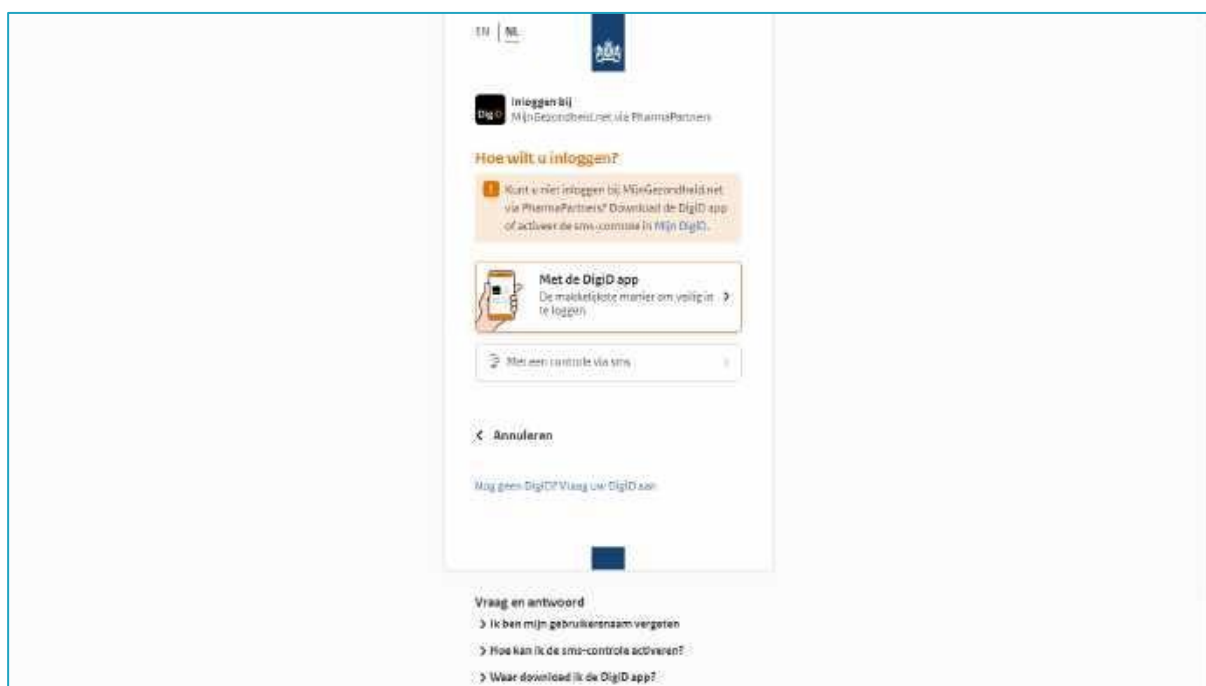 EN | NL
DigiD
Inloggen bij
MijnGezondheid.net via PharmaPartners
Hoe wilt u inloggen?
! Kunt u niet inloggen bij MijnGezondheid.net
via PharmaPartners? Download de DigiD app
of activeer de sms-controle in Mijn DigiD.
Met de DigiD app
De makkelijkste manier om veilig in
te loggen
Met een controle via sms
Annuleren
Nog geen DigiD? Vraag uw DigiD aan
Vraag en antwoord
Ik ben mijn gebruikersnaam vergeten
Hoe kan ik de sms-controle activeren?
Waar download ik de DigiD app?